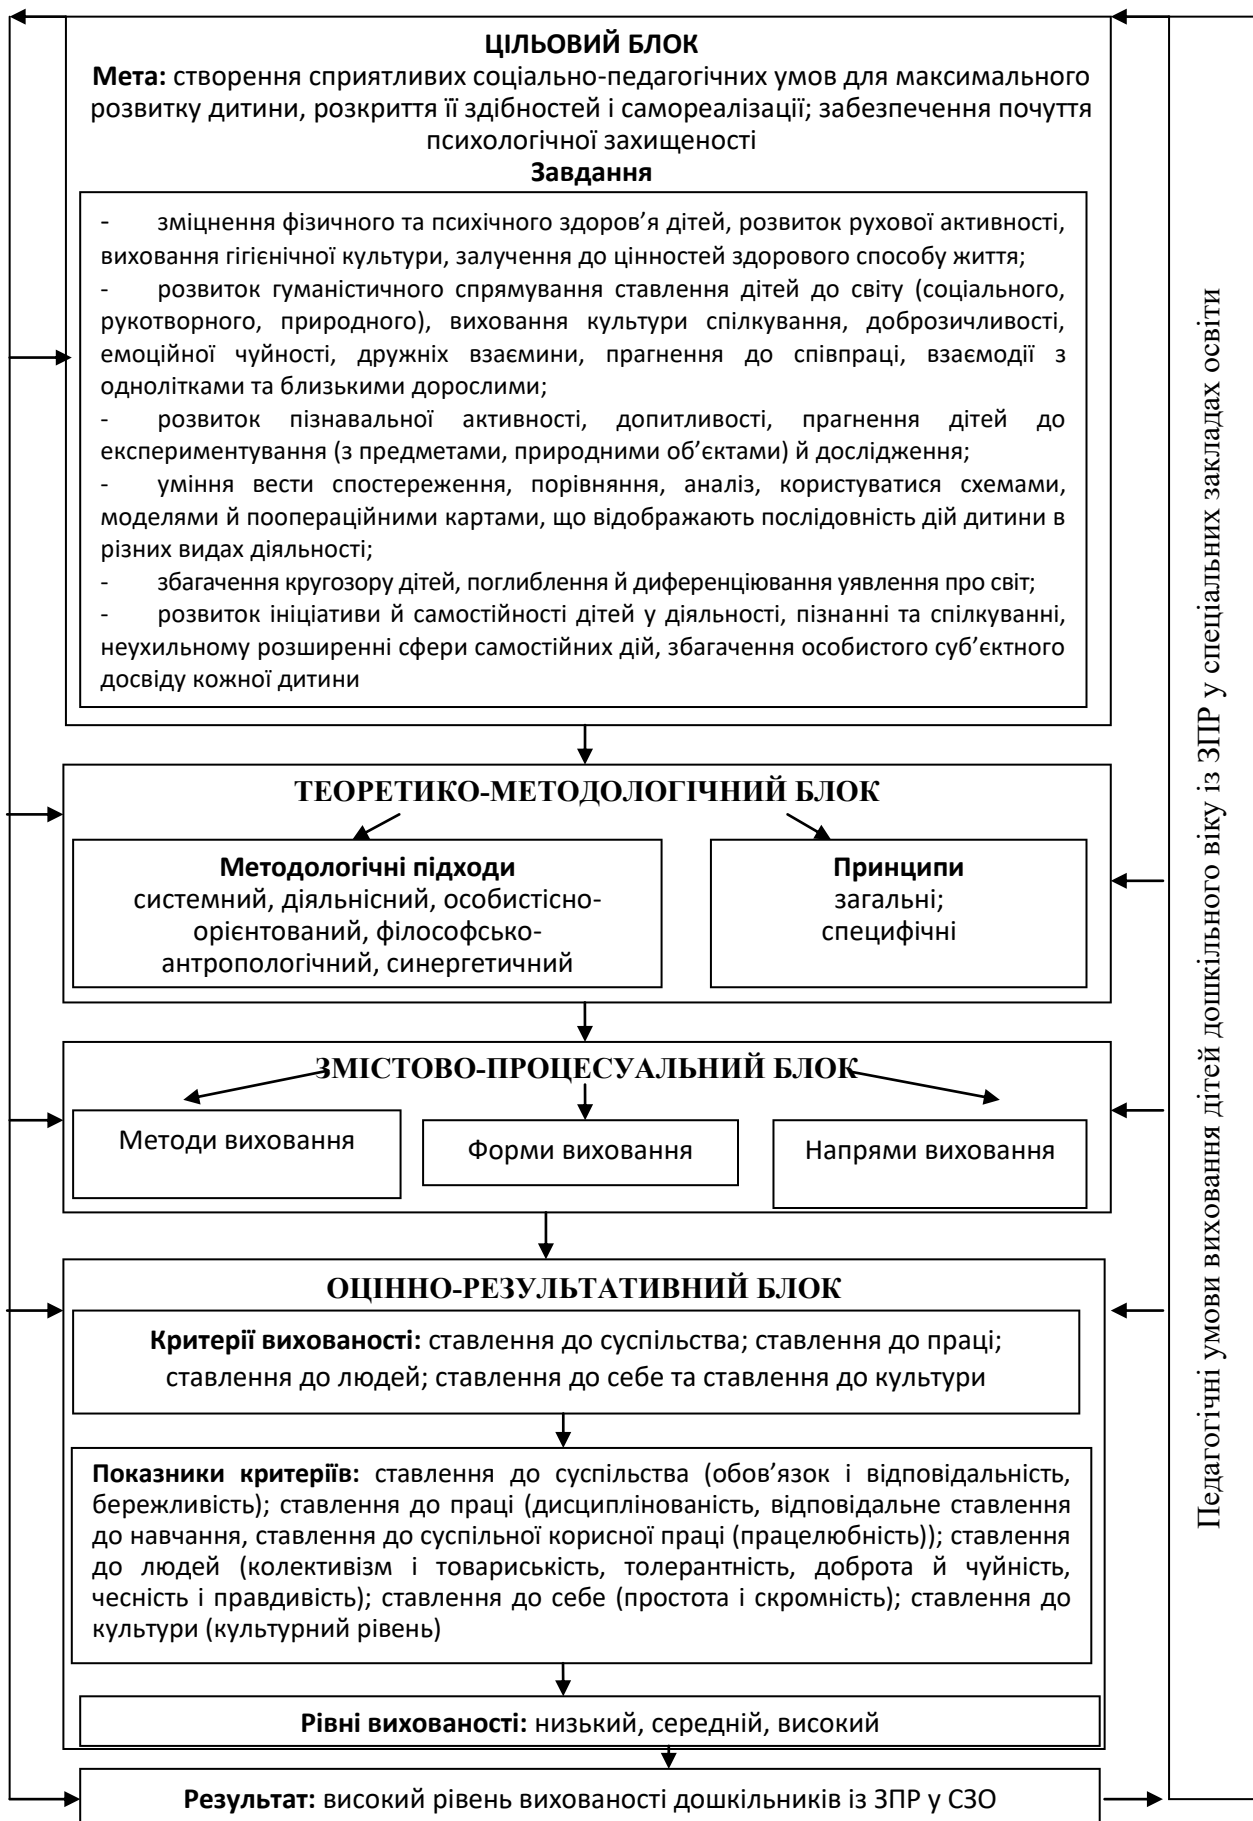 ЦІЛЬОВИЙ БЛОК
Мета: створення сприятливих соціально-педагогічних умов для максимального
розвитку дитини, розкриття її здібностей і самореалізації; забезпечення почуття
психологічної захищеності
Завдання
- зміцнення фізичного та психічного здоров’я дітей, розвиток рухової активності,
виховання гігієнічної культури, залучення до цінностей здорового способу життя;
- розвиток гуманістичного спрямування ставлення дітей до світу (соціального,
рукотворного, природного), виховання культури спілкування, доброзичливості,
емоційної чуйності, дружніх взаємини, прагнення до співпраці, взаємодії з
однолітками та близькими дорослими;
- розвиток пізнавальної активності, допитливості, прагнення дітей до
експериментування (з предметами, природними об’єктами) й дослідження;
- уміння вести спостереження, порівняння, аналіз, користуватися схемами,
моделями й поопераційними картами, що відображають послідовність дій дитини в
різних видах діяльності;
- збагачення кругозору дітей, поглиблення й диференціювання уявлення про світ;
- розвиток ініціативи й самостійності дітей у діяльності, пізнанні та спілкуванні,
неухильному розширенні сфери самостійних дій, збагачення особистого суб’єктного
досвіду кожної дитини
ТЕОРЕТИКО-МЕТОДОЛОГІЧНИЙ БЛОК
Методологічні підходи
системний, діяльнісний, особистісно-
орієнтований, філософсько-
антропологічний, синергетичний
Принципи
загальні;
специфічні
ЗМІСТОВО-ПРОЦЕСУАЛЬНИЙ БЛОК
Методи виховання
Форми виховання
Напрями виховання
ОЦІННО-РЕЗУЛЬТАТИВНИЙ БЛОК
Критерії вихованості: ставлення до суспільства; ставлення до праці;
ставлення до людей; ставлення до себе та ставлення до культури
Показники критеріїв: ставлення до суспільства (обов’язок і відповідальність,
бережливість); ставлення до праці (дисциплінованість, відповідальне ставлення
до навчання, ставлення до суспільної корисної праці (працелюбність)); ставлення
до людей (колективізм і товариськість, толерантність, доброта й чуйність,
чесність і правдивість); ставлення до себе (простота і скромність); ставлення до
культури (культурний рівень)
Рівні вихованості: низький, середній, високий
Результат: високий рівень вихованості дошкільників із ЗПР у СЗО
Педагогічні умови виховання дітей дошкільного віку із ЗПР у спеціальних закладах освіти